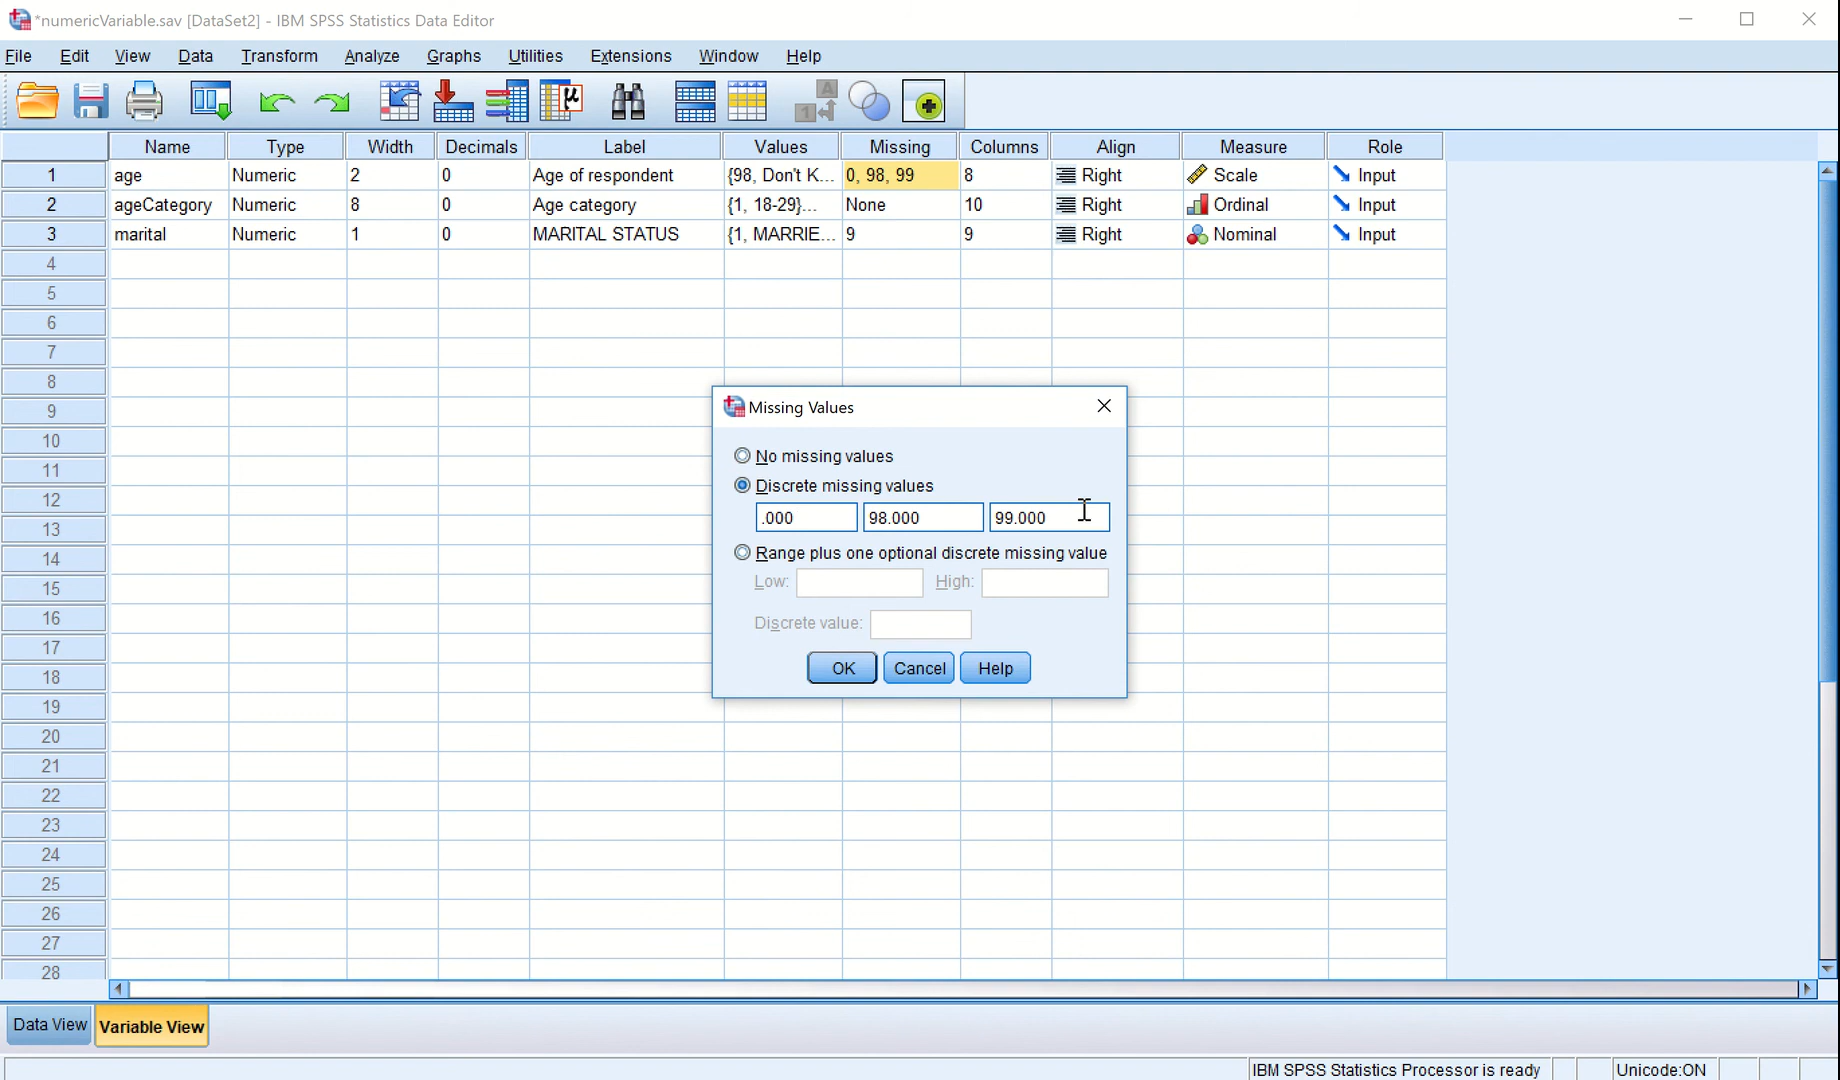 *numericVariable.sav [DataSet2] - IBM SPSS Statistics Data Editor
File Edit View Data Transform Analyze Graphs Utilities Extensions Window Help
Name Type Width Decimals Label Values Missing Columns Align Measure Role
1 age Numeric 2 0 Age of respondent {98, Don't K... 0, 98, 99 8 Right Scale Input
2 ageCategory Numeric 8 0 Age category {1, 18-29}... None 10 Right Ordinal Input
3 marital Numeric 1 0 MARITAL STATUS {1, MARRIE... 9 9 Right Nominal Input
4
5
6
7
8
9
10
11
12
13
14
15
16
17
18
19
20
21
22
23
24
25
26
27
28
Missing Values
No missing values
Discrete missing values
.000 98.000 99.000
Range plus one optional discrete missing value
Low: High:
Discrete value:
OK Cancel Help
Data View Variable View
IBM SPSS Statistics Processor is ready Unicode:ON